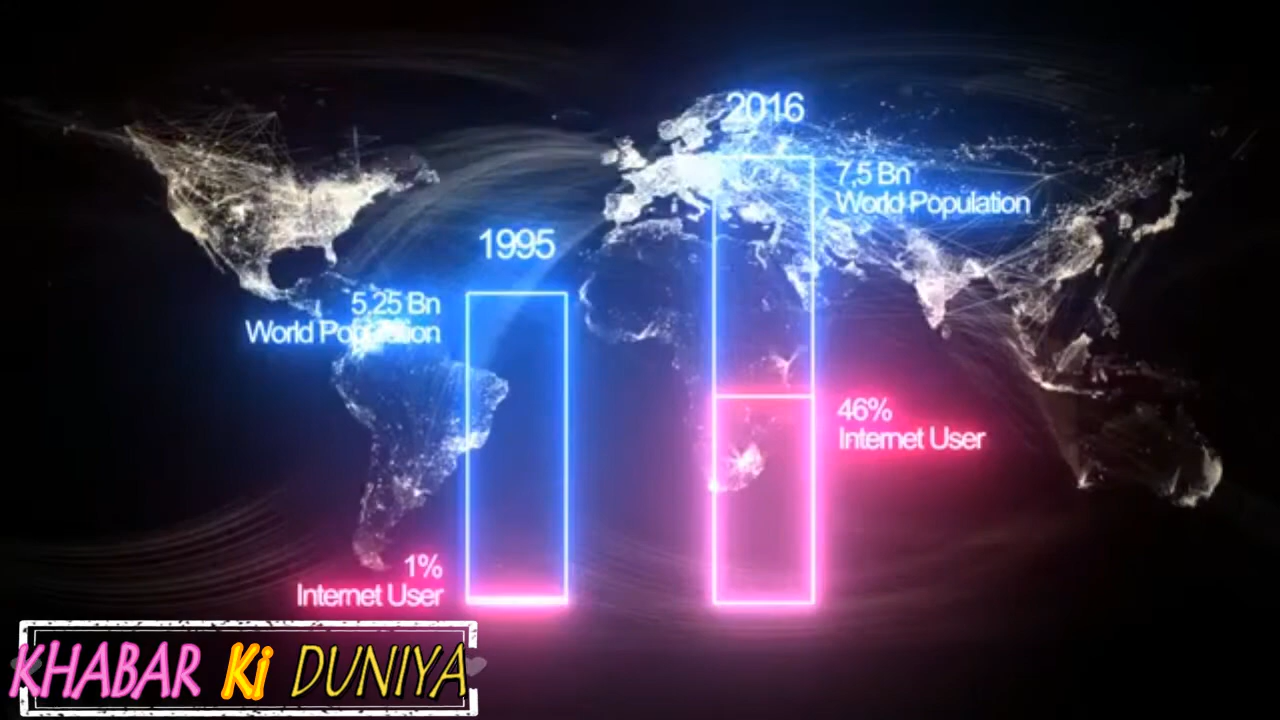 1995
5,25 Bn
World Population
1%
Internet User
2016
7,5 Bn
World Population
46%
Internet User
KHABAR Ki DUNIYA